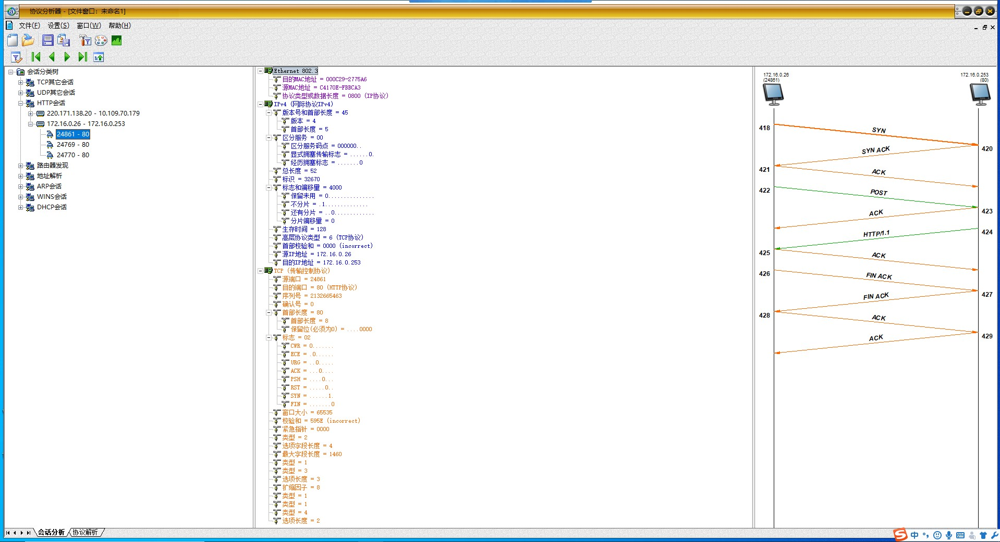 协议分析器 - [文件窗口：未命名1]
文件(F) 设置(S) 窗口(W) 帮助(H)
会话分类树
TCP其它会话
UDP其它会话
HTTP会话
220.171.138.20 - 10.109.70.179
172.16.0.26 - 172.16.0.253
24861 - 80
24769 - 80
24770 - 80
路由器发现
地址解析
ARP会话
WINS会话
DHCP会话
Ethernet 802.3
目的MAC地址 = 000C29-2775A6
源MAC地址 = C4170E-FBBCA3
协议类型或数据长度 = 0800 (IP协议)
IPv4 (网际协议IPv4)
版本号和首部长度 = 45
版本 = 4
首部长度 = 5
区分服务 = 00
区分服务码点 = 000000..
显式拥塞传输标志 = ......0.
经历拥塞标志 = .......0
总长度 = 52
标识 = 32670
标志和偏移量 = 4000
保留未用 = 0...............
不分片 = .1..............
还有分片 = ..0.............
分片偏移量 = 0
生存时间 = 128
高层协议类型 = 6 (TCP协议)
首部校验和 = 0000 (incorrect)
源IP地址 = 172.16.0.26
目的IP地址 = 172.16.0.253
TCP (传输控制协议)
源端口 = 24861
目的端口 = 80 (HTTP协议)
序列号 = 2132665463
确认号 = 0
首部长度 = 80
首部长度 = 8
保留位(必须为0) = ....0000
标志 = 02
CWR = 0.......
ECE = .0......
URG = ..0.....
ACK = ...0....
PSH = ....0...
RST = .....0..
SYN = ......1.
FIN = .......0
窗口大小 = 65535
校验和 = 595E (incorrect)
紧急指针 = 0000
类型 = 2
选项字段长度 = 4
最大字段长度 = 1460
类型 = 1
类型 = 3
选项长度 = 3
扩缩因子 = 8
类型 = 1
类型 = 1
类型 = 4
选项长度 = 2
172.16.0.26
(24861)
172.16.0.253
(80)
418
SYN
420
SYN ACK
421
ACK
422
POST
423
ACK
424
HTTP/1.1
425
ACK
426
FIN ACK
427
FIN ACK
428
ACK
429
ACK
会话分析 协议解析
中